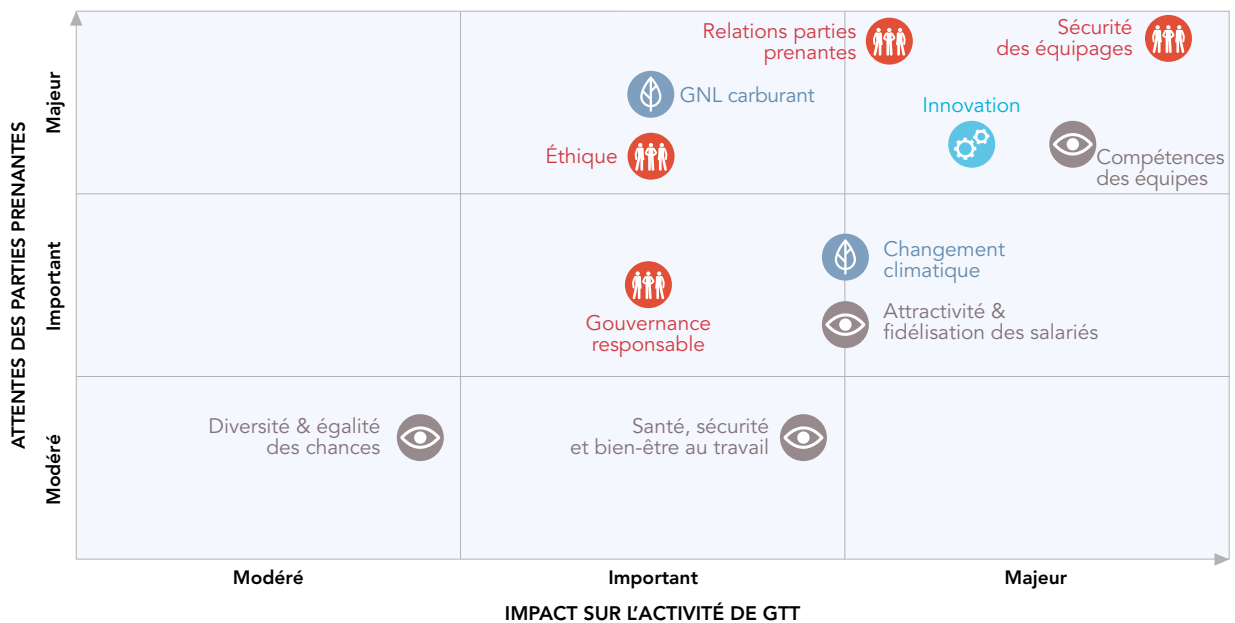 ATTENTES DES PARTIES PRENANTES
Majeur
Important
Modéré
Relations parties
prenantes
Sécurité
des équipages
GNL carburant
Innovation
Éthique
Compétences
des équipes
Changement
climatique
Gouvernance
responsable
Attractivité &
fidélisation des salariés
Diversité & égalité
des chances
Santé, sécurité
et bien-être au travail
Modéré
Important
Majeur
IMPACT SUR L’ACTIVITÉ DE GTT